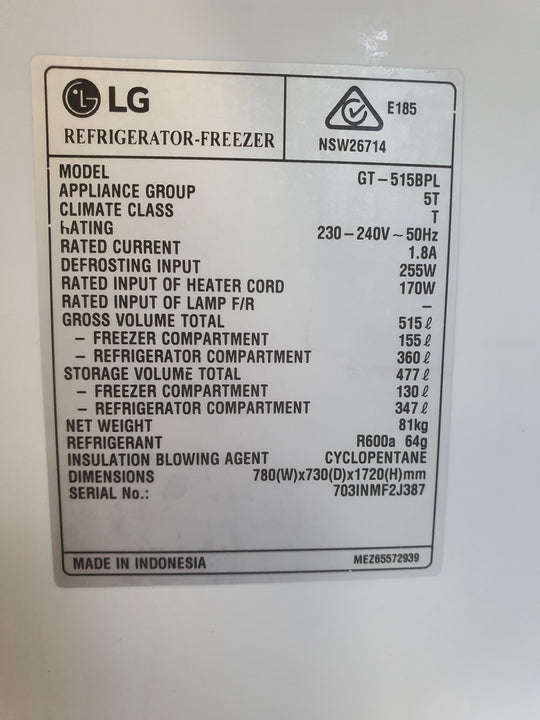 LG
REFRIGERATOR-FREEZER
E185
NSW26714
MODEL GT-515BPL
APPLIANCE GROUP 5T
CLIMATE CLASS T
RATING 230-240V~50Hz
RATED CURRENT 1.8A
DEFROSTING INPUT 255W
RATED INPUT OF HEATER CORD 170W
RATED INPUT OF LAMP F/R –
GROSS VOLUME TOTAL 515ℓ
– FREEZER COMPARTMENT 155ℓ
– REFRIGERATOR COMPARTMENT 360ℓ
STORAGE VOLUME TOTAL 477ℓ
– FREEZER COMPARTMENT 130ℓ
– REFRIGERATOR COMPARTMENT 347ℓ
NET WEIGHT 81kg
REFRIGERANT R600a 64g
INSULATION BLOWING AGENT CYCLOPENTANE
DIMENSIONS 780(W)x730(D)x1720(H)mm
SERIAL No.: 703INMF2J387
MADE IN INDONESIA MEZ65572939